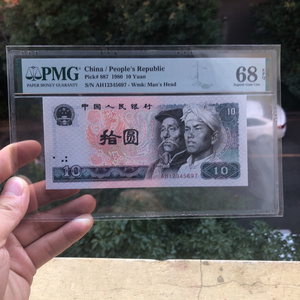 PMG
PAPER MONEY GUARANTY
China / People's Republic
Pick# 887 1980 10 Yuan
S/N AH12345697 - Wmk: Man's Head
68 EPQ
Superb Gem Unc
中国人民银行
10
拾圆
10
AH12345697
10